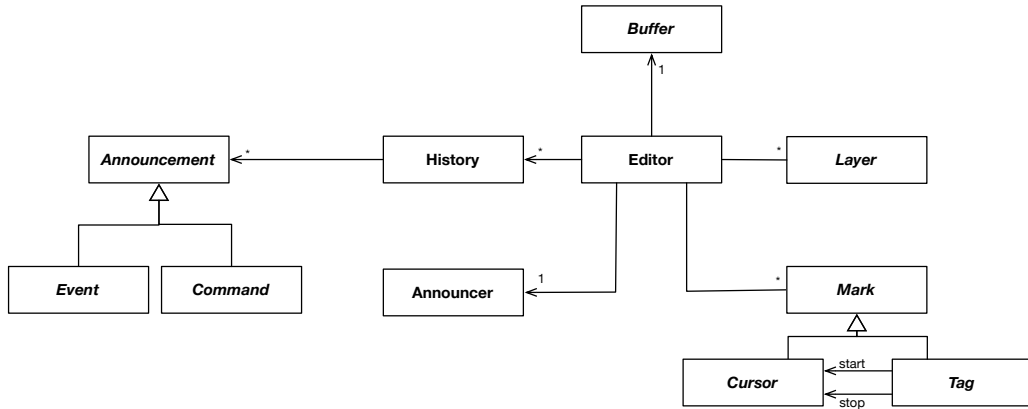 Buffer
1
Announcement
*
History
*
Editor
*
Layer
Event
Command
Announcer
1
*
Mark
Cursor
start
stop
Tag